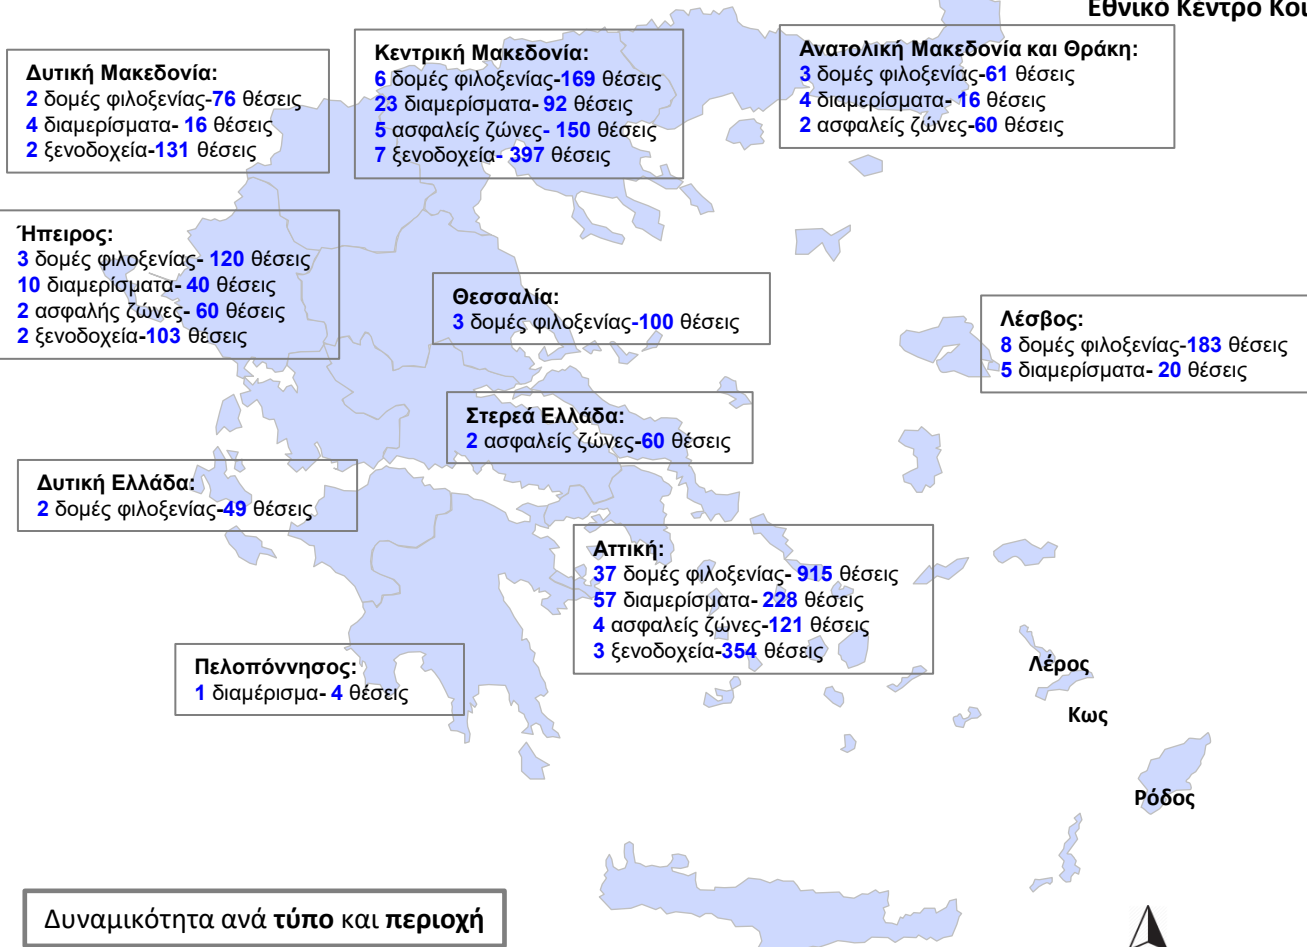 Εθνικό Κέντρο
Δυτική Μακεδονία:
2 δομές φιλοξενίας-76 θέσεις
4 διαμερίσματα- 16 θέσεις
2 ξενοδοχεία-131 θέσεις
Κεντρική Μακεδονία:
6 δομές φιλοξενίας-169 θέσεις
23 διαμερίσματα- 92 θέσεις
5 ασφαλείς ζώνες- 150 θέσεις
7 ξενοδοχεία- 397 θέσεις
Ανατολική Μακεδονία και Θράκη:
3 δομές φιλοξενίας-61 θέσεις
4 διαμερίσματα- 16 θέσεις
2 ασφαλείς ζώνες-60 θέσεις
Ήπειρος:
3 δομές φιλοξενίας- 120 θέσεις
10 διαμερίσματα- 40 θέσεις
2 ασφαλής ζώνες- 60 θέσεις
2 ξενοδοχεία-103 θέσεις
Θεσσαλία:
3 δομές φιλοξενίας-100 θέσεις
Λέσβος:
8 δομές φιλοξενίας-183 θέσεις
5 διαμερίσματα- 20 θέσεις
Στερεά Ελλάδα:
2 ασφαλείς ζώνες-60 θέσεις
Δυτική Ελλάδα:
2 δομές φιλοξενίας-49 θέσεις
Αττική:
37 δομές φιλοξενίας- 915 θέσεις
57 διαμερίσματα- 228 θέσεις
4 ασφαλείς ζώνες-121 θέσεις
3 ξενοδοχεία-354 θέσεις
Πελοπόννησος:
1 διαμέρισμα- 4 θέσεις
Λέρος
Κως
Ρόδος
Δυναμικότητα ανά τύπο και περιοχή